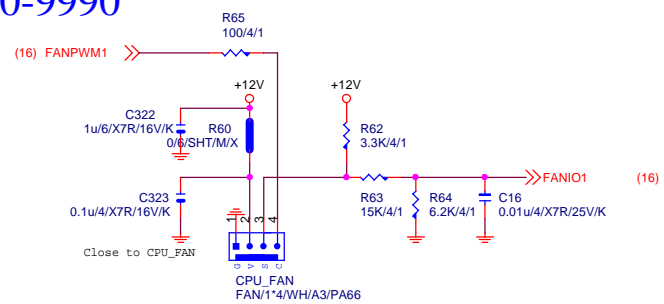 0-9990
R65
100/4/1
(16) FANPWM1
+12V
+12V
C322
1u/6/X7R/16V/K
R60
0/6/SHT/M/X
R62
3.3K/4/1
FANIO1 (16)
C323
0.1u/4/X7R/16V/K
R63
15K/4/1
R64
6.2K/4/1
C16
0.01u/4/X7R/25V/K
1 2 3 4
Close to CPU_FAN
G V S C
CPU_FAN
FAN/1*4/WH/A3/PA66